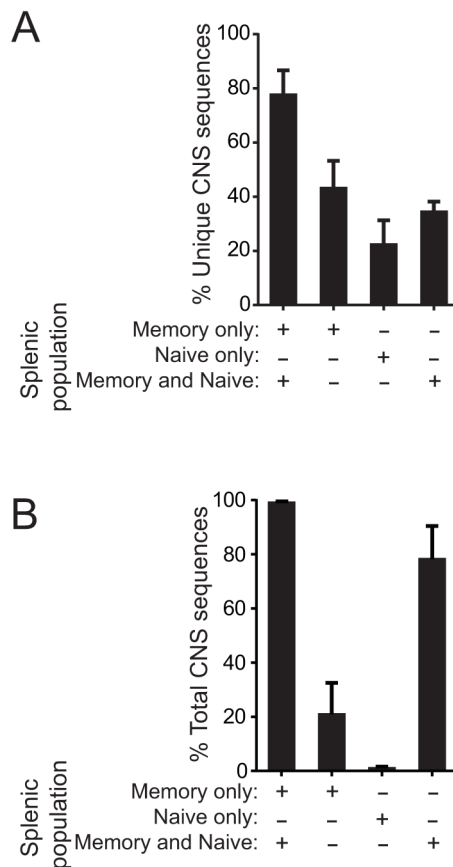 A
% Unique CNS sequences
100
80
60
40
20
0
Splenic
population
Memory only: + + – –
Naive only: – – + –
Memory and Naive: + – – +
B
% Total CNS sequences
100
80
60
40
20
0
Splenic
population
Memory only: + + – –
Naive only: – – + –
Memory and Naive: + – – +